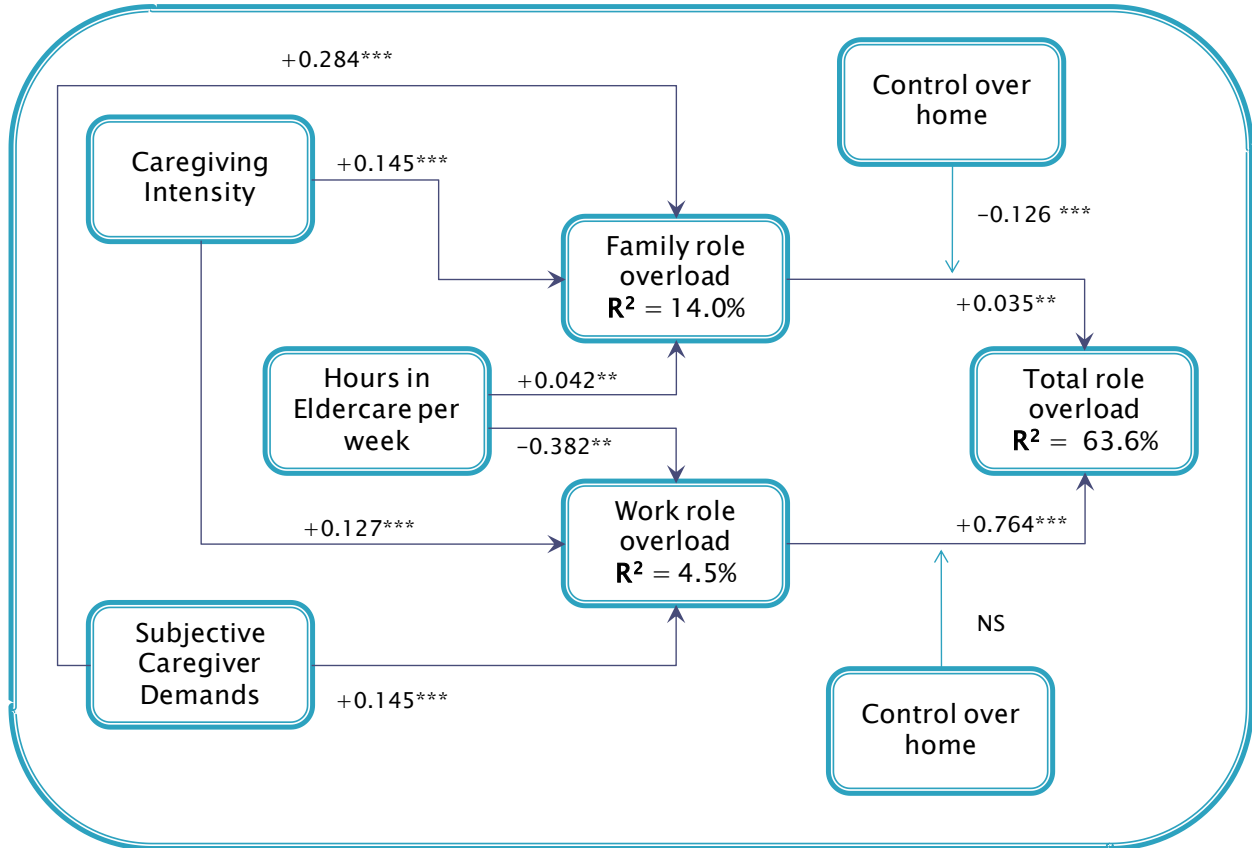 +0.284***
Control over
home
Caregiving
Intensity
+0.145***
–0.126 ***
Family role
overload
R² = 14.0%
+0.035**
Hours in
Eldercare per
week
+0.042**
–0.382**
Total role
overload
R² = 63.6%
+0.127***
Work role
overload
R² = 4.5%
+0.764***
NS
Subjective
Caregiver
Demands
+0.145***
Control over
home